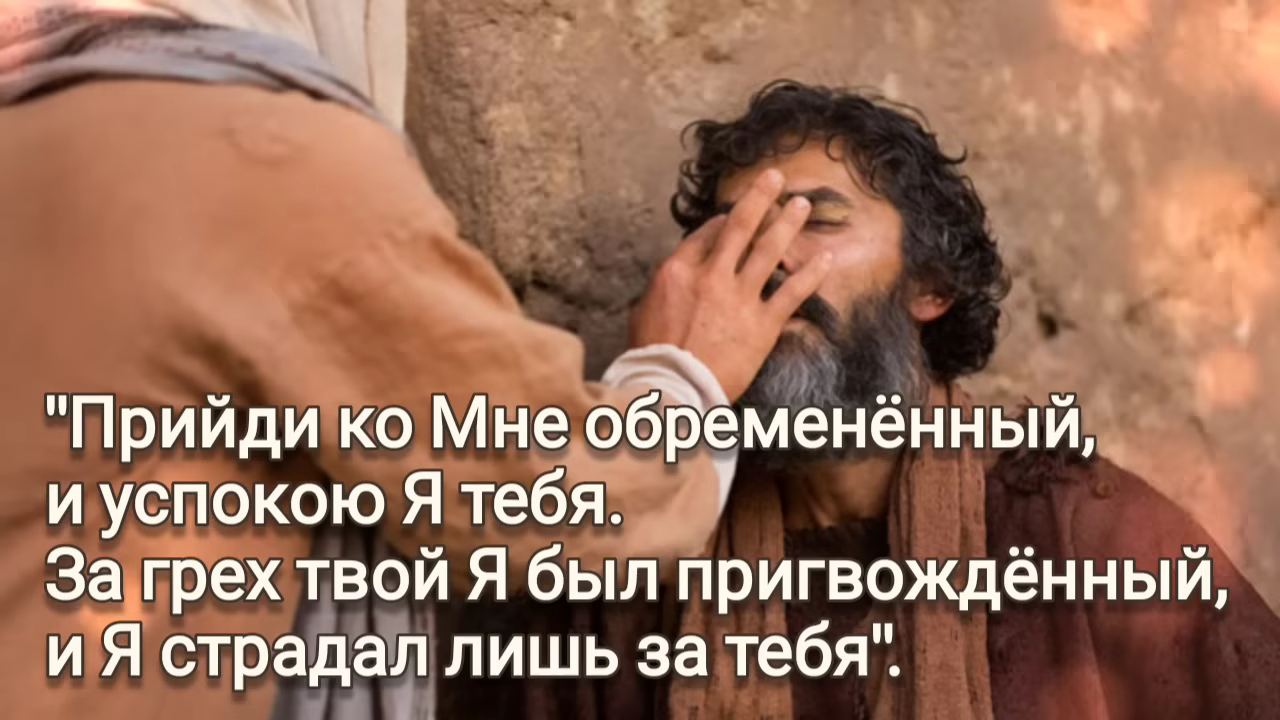 "Прийди ко Мне обременённый,
и успокою Я тебя.
За грех твой Я был пригвождённый,
и Я страдал лишь за тебя".